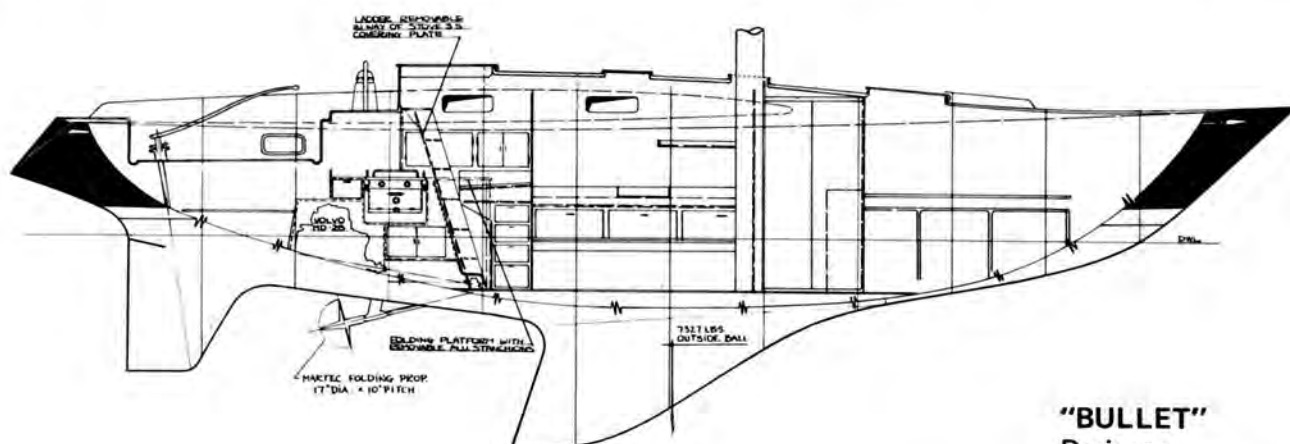 LADDER REMOVABLE
IN WAY OF STOVE S.S.
COVERING PLATE
VOLVO
MD-2B
DWL
7327 LBS.
OUTSIDE BALL
FOLDING PLATFORM WITH
REMOVABLE ALU. STANCHIONS
MARTEC FOLDING PROP.
17" DIA. × 10" PITCH
"BULLET"